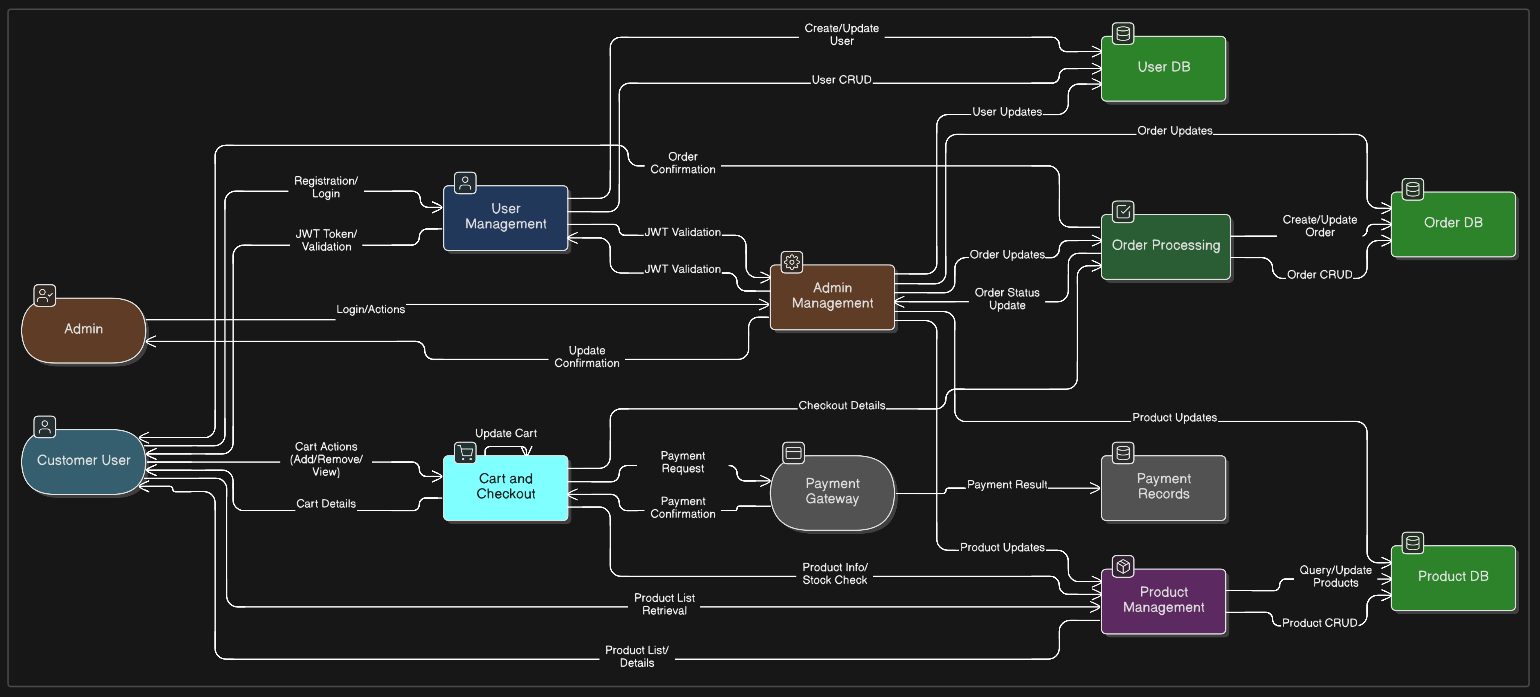 Create/Update
User
User DB
User CRUD
User Updates
Order Updates
Order
Confirmation
Registration/
Login
User
Management
JWT Token/
Validation
JWT Validation
JWT Validation
Order Processing
Create/Update
Order
Order DB
Order CRUD
Order Updates
Order Status
Update
Admin
Management
Admin
Login/Actions
Update
Confirmation
Customer User
Checkout Details
Product Updates
Update Cart
Cart Actions
(Add/Remove/
View)
Cart and
Checkout
Cart Details
Payment
Request
Payment
Confirmation
Payment
Gateway
Payment Result
Payment
Records
Product Updates
Product Info/
Stock Check
Product List
Retrieval
Product
Management
Query/Update
Products
Product DB
Product CRUD
Product List/
Details